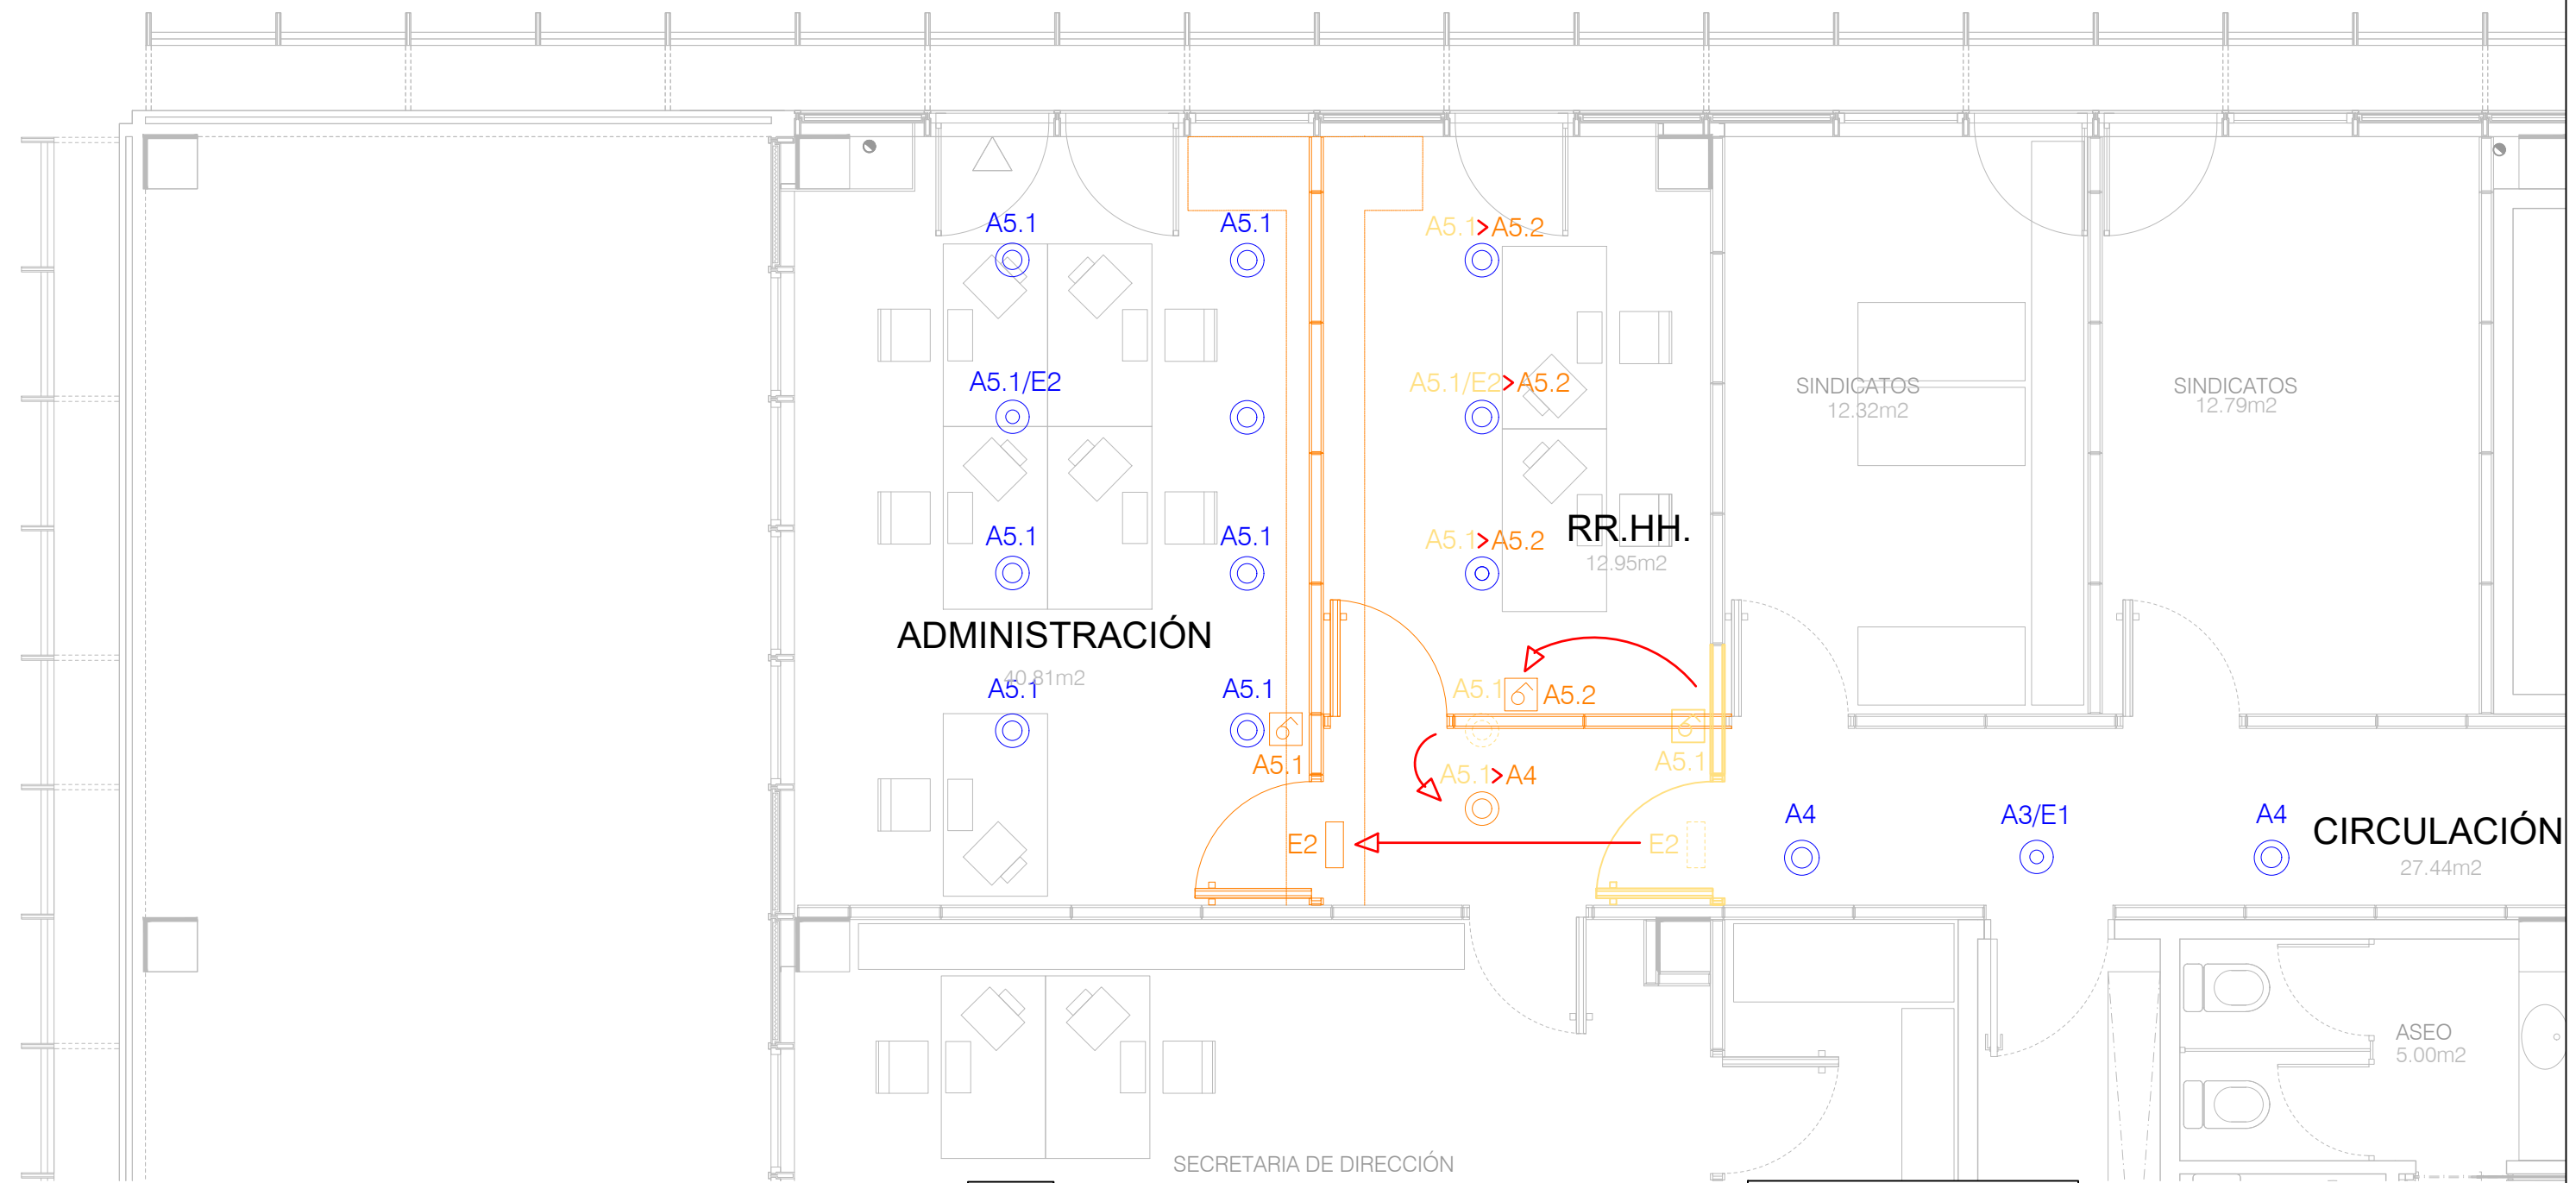 A5.1
A5.1
A5.1>A5.2
A5.1/E2
A5.1/E2>A5.2
SINDICATOS
12.32m2
SINDICATOS
12.79m2
A5.1
A5.1
A5.1>A5.2
RR.HH.
12.95m2
ADMINISTRACIÓN
40.81m2
A5.1
A5.1
A5.1
A5.2
A5.1
A5.1>A4
A5.1
E2
E2
A4
A3/E1
A4
CIRCULACIÓN
27.44m2
ASEO
5.00m2
SECRETARIA DE DIRECCIÓN